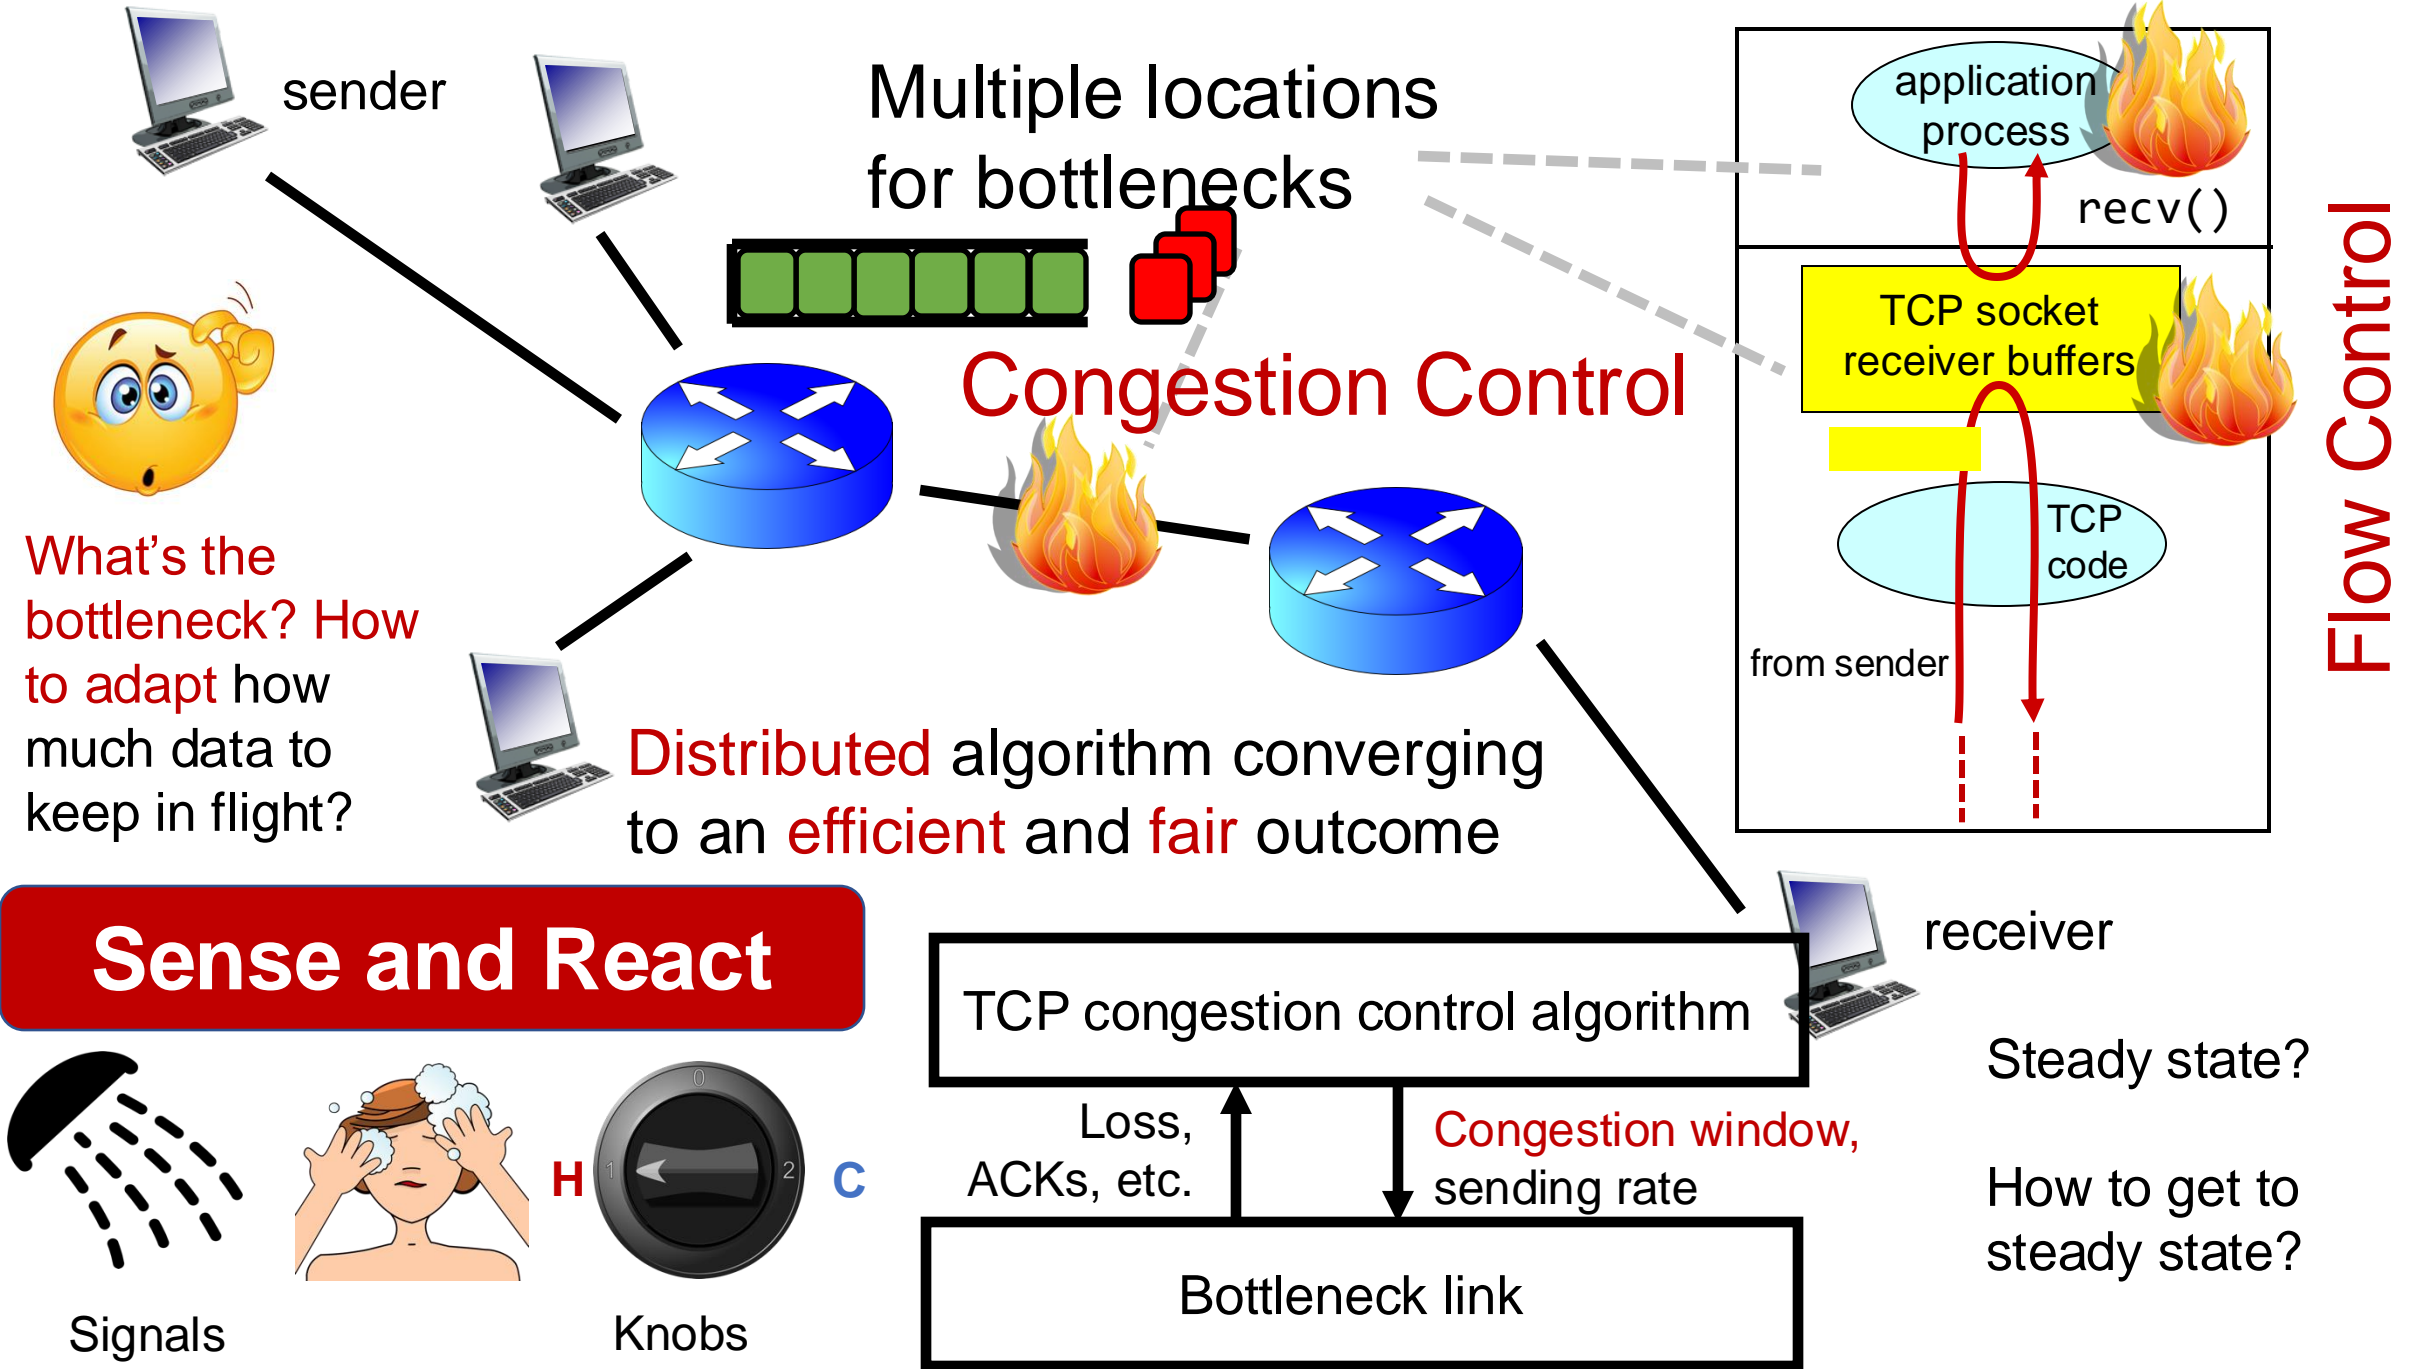 sender
Multiple locations
for bottlenecks
application
process
recv()
TCP socket
receiver buffers
TCP
code
from sender
Flow Control
Congestion Control
What’s the
bottleneck? How
to adapt how
much data to
keep in flight?
Distributed algorithm converging
to an efficient and fair outcome
Sense and React
receiver
TCP congestion control algorithm
Loss,
ACKs, etc.
Congestion window,
sending rate
Bottleneck link
Steady state?
How to get to
steady state?
H
0
1
2
C
Signals
Knobs